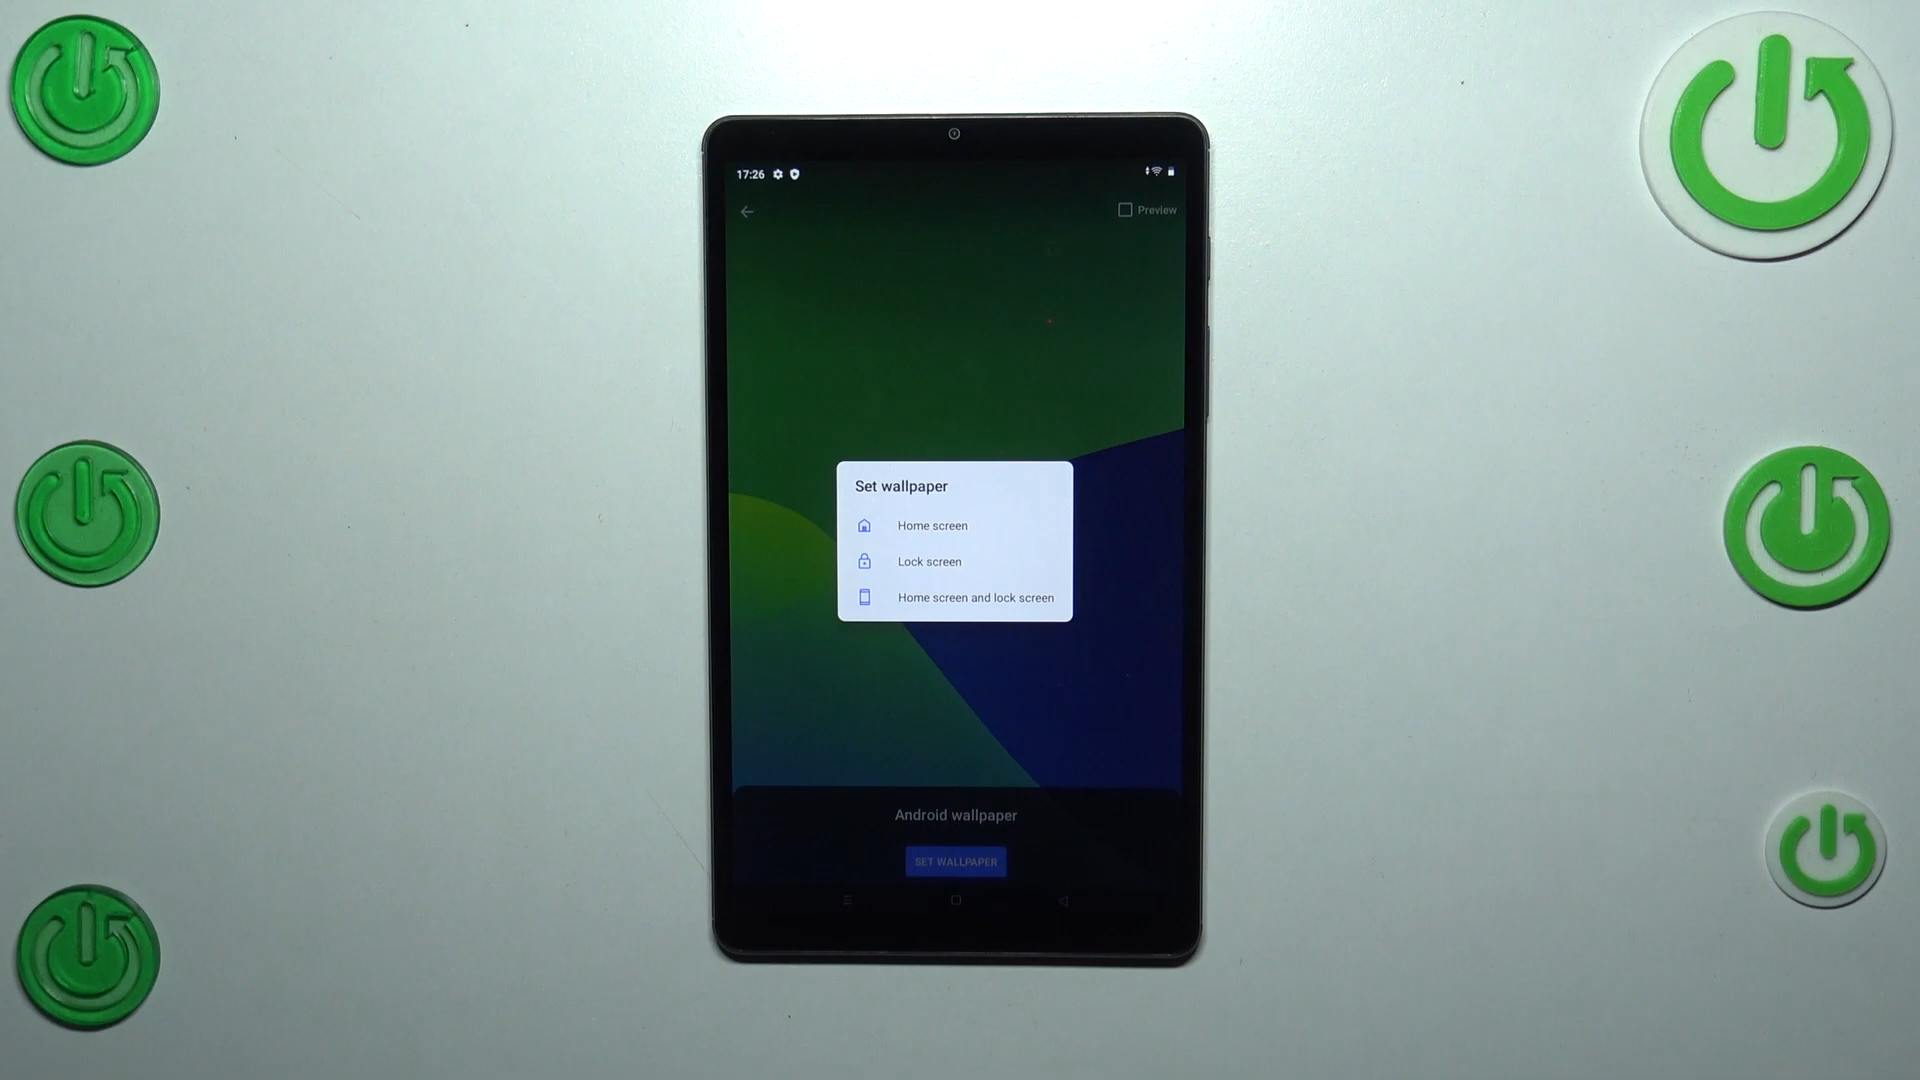 17:26
Preview
Set wallpaper
Home screen
Lock screen
Home screen and lock screen
Android wallpaper
SET WALLPAPER